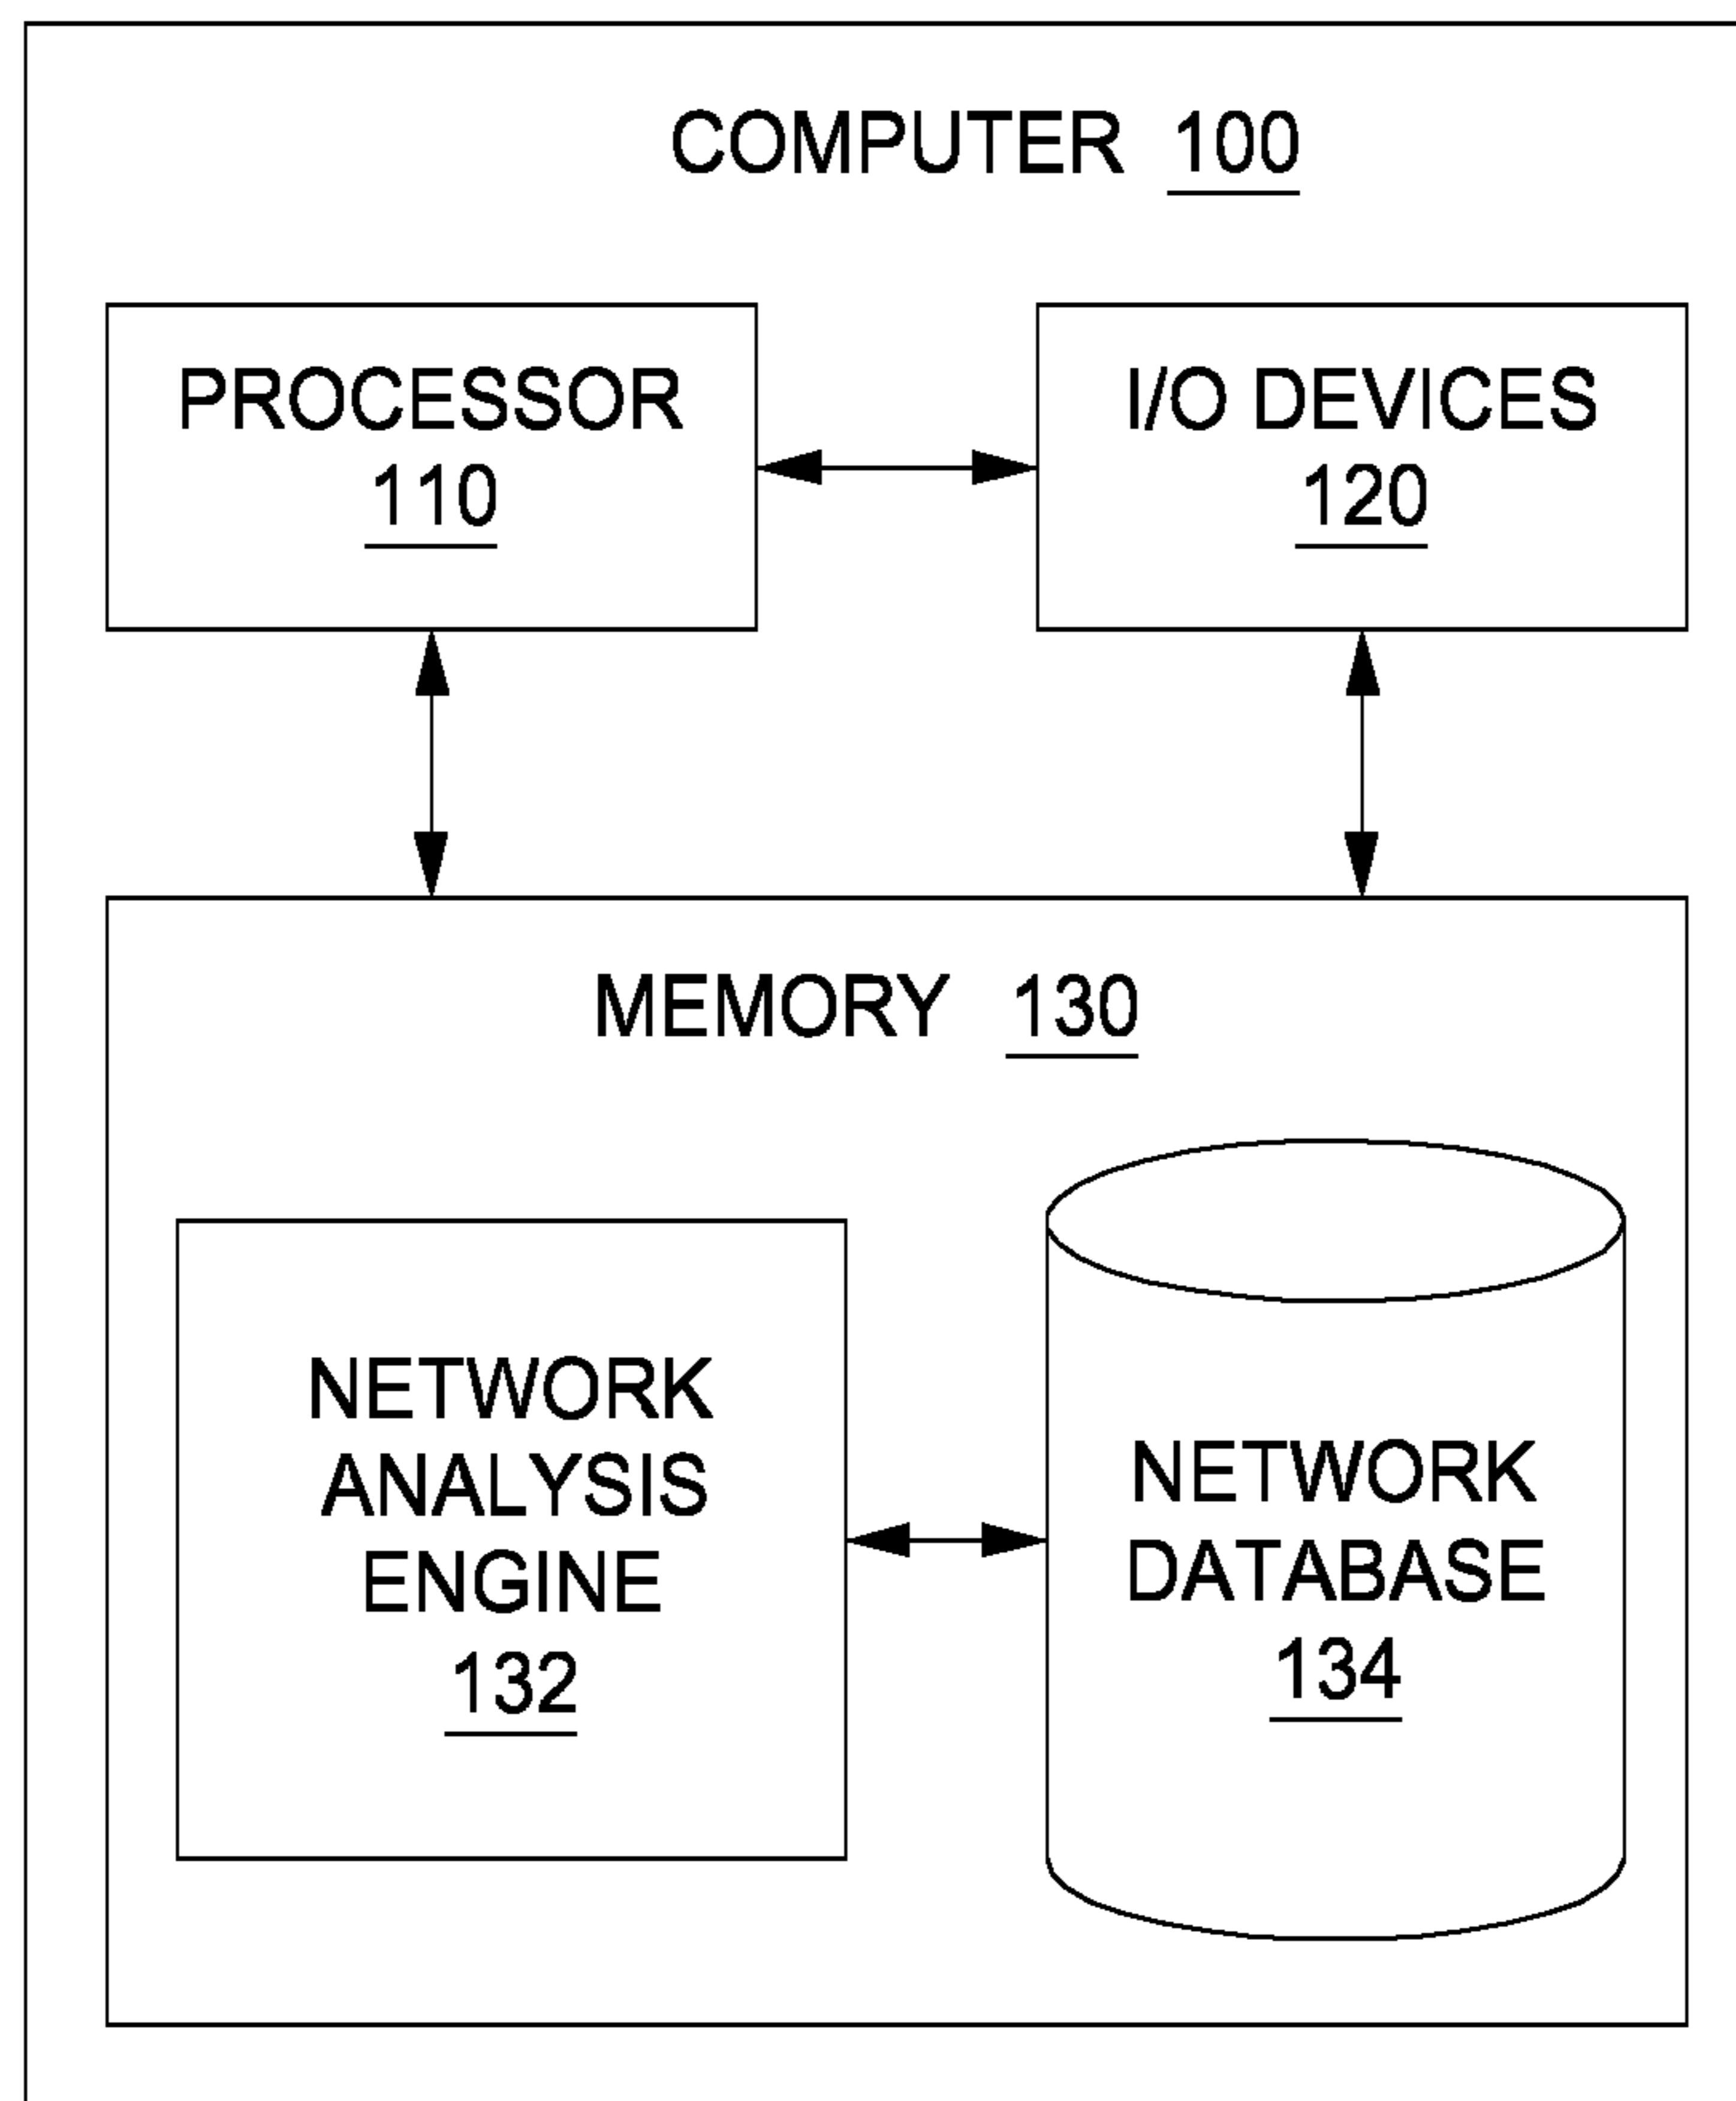 COMPUTER 100
PROCESSOR
110
I/O DEVICES
120
MEMORY 130
NETWORK
ANALYSIS
ENGINE
132
NETWORK
DATABASE
134